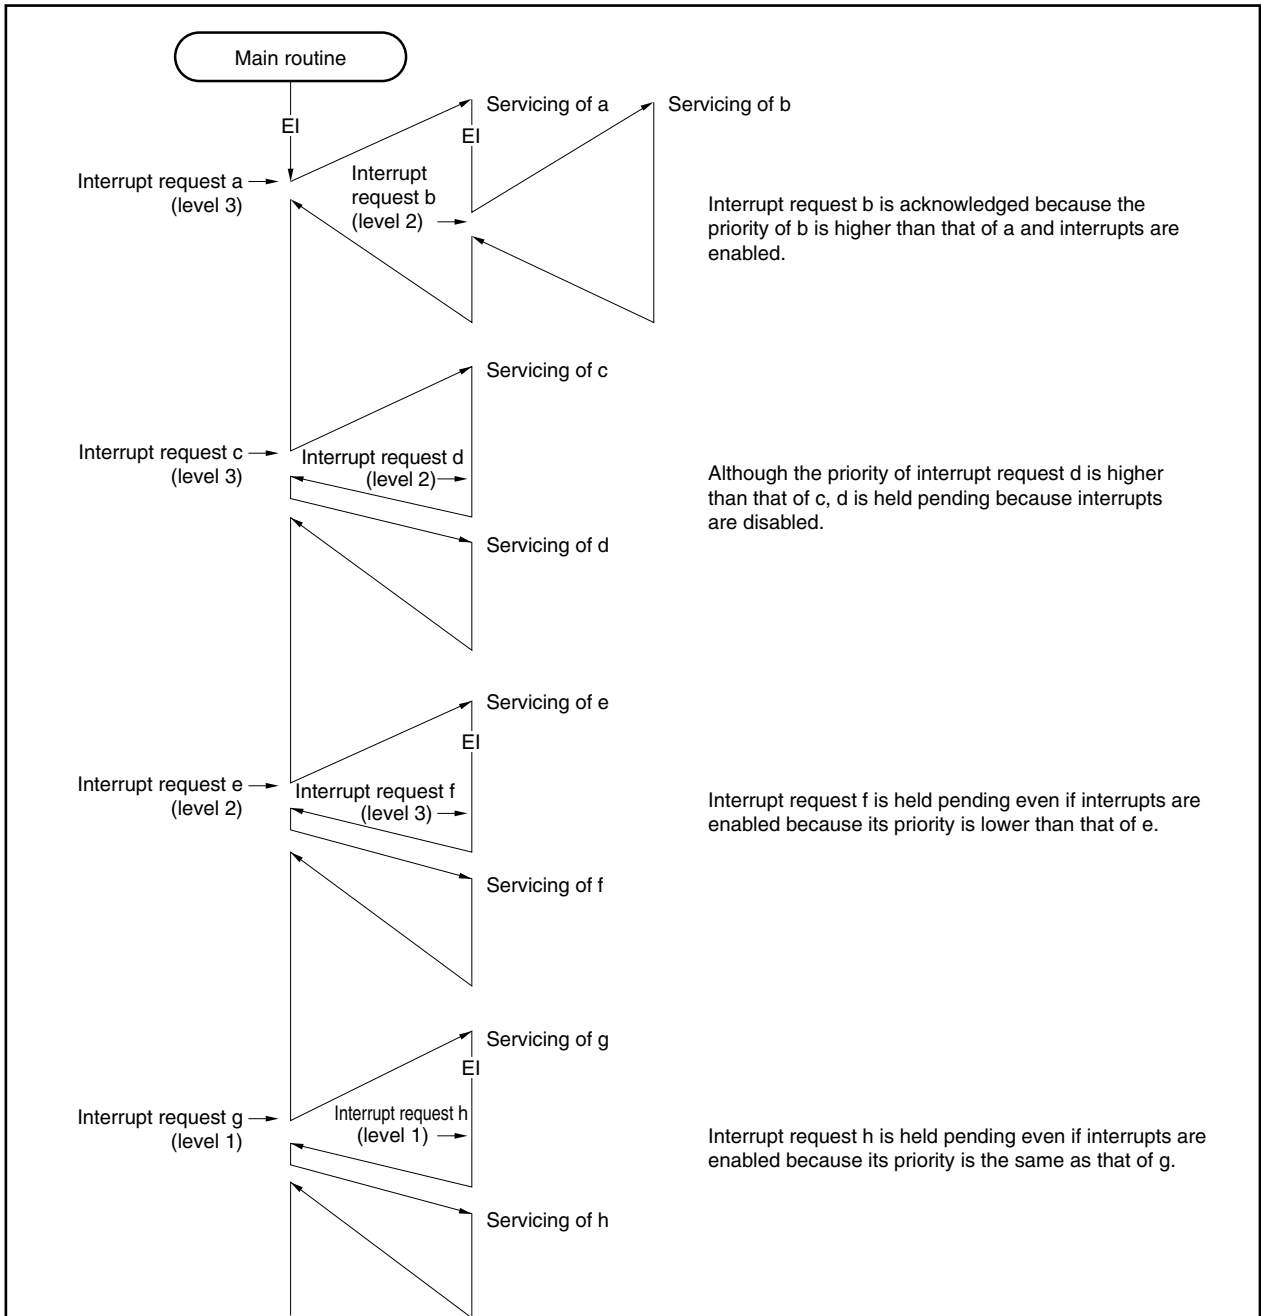 Main routine
EI
Servicing of a
EI
Servicing of b
Interrupt request a
(level 3)
Interrupt
request b
(level 2)
Interrupt request b is acknowledged because the
priority of b is higher than that of a and interrupts are
enabled.
Servicing of c
Interrupt request c
(level 3)
Interrupt request d
(level 2)
Although the priority of interrupt request d is higher
than that of c, d is held pending because interrupts
are disabled.
Servicing of d
Servicing of e
EI
Interrupt request e
(level 2)
Interrupt request f
(level 3)
Interrupt request f is held pending even if interrupts are
enabled because its priority is lower than that of e.
Servicing of f
Servicing of g
EI
Interrupt request g
(level 1)
Interrupt request h
(level 1)
Interrupt request h is held pending even if interrupts are
enabled because its priority is the same as that of g.
Servicing of h